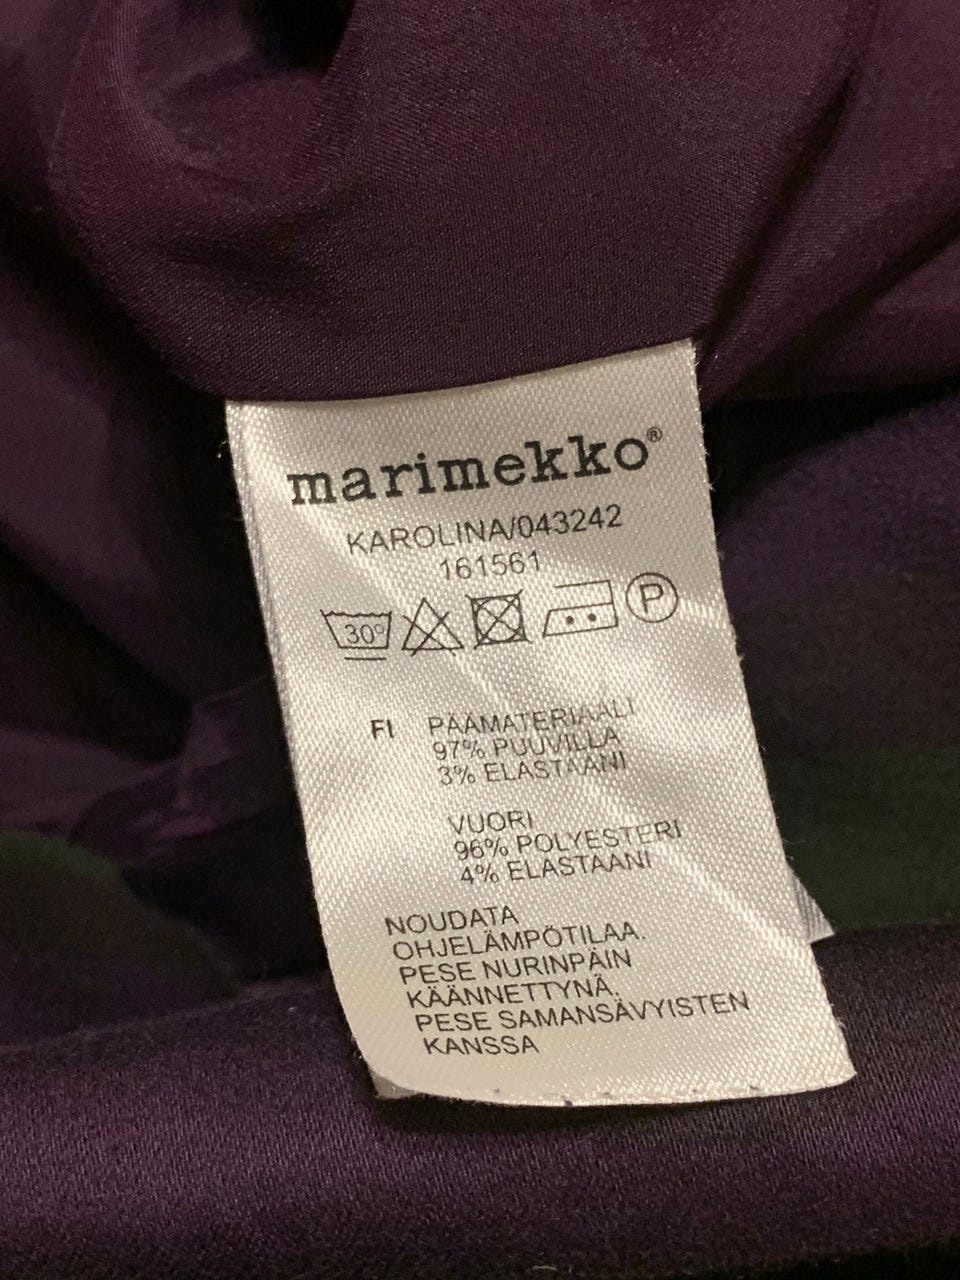 marimekko®
KAROLINA/043242
161561
30° P
FI PÄÄMATERIAALI
97% PUUVILLA
3% ELASTAANI
VUORI
96% POLYESTERI
4% ELASTAANI
NOUDATA
OHJELÄMPÖTILAA.
PESE NURINPÄIN
KÄÄNNETTYNÄ.
PESE SAMANSÄVYISTEN
KANSSA